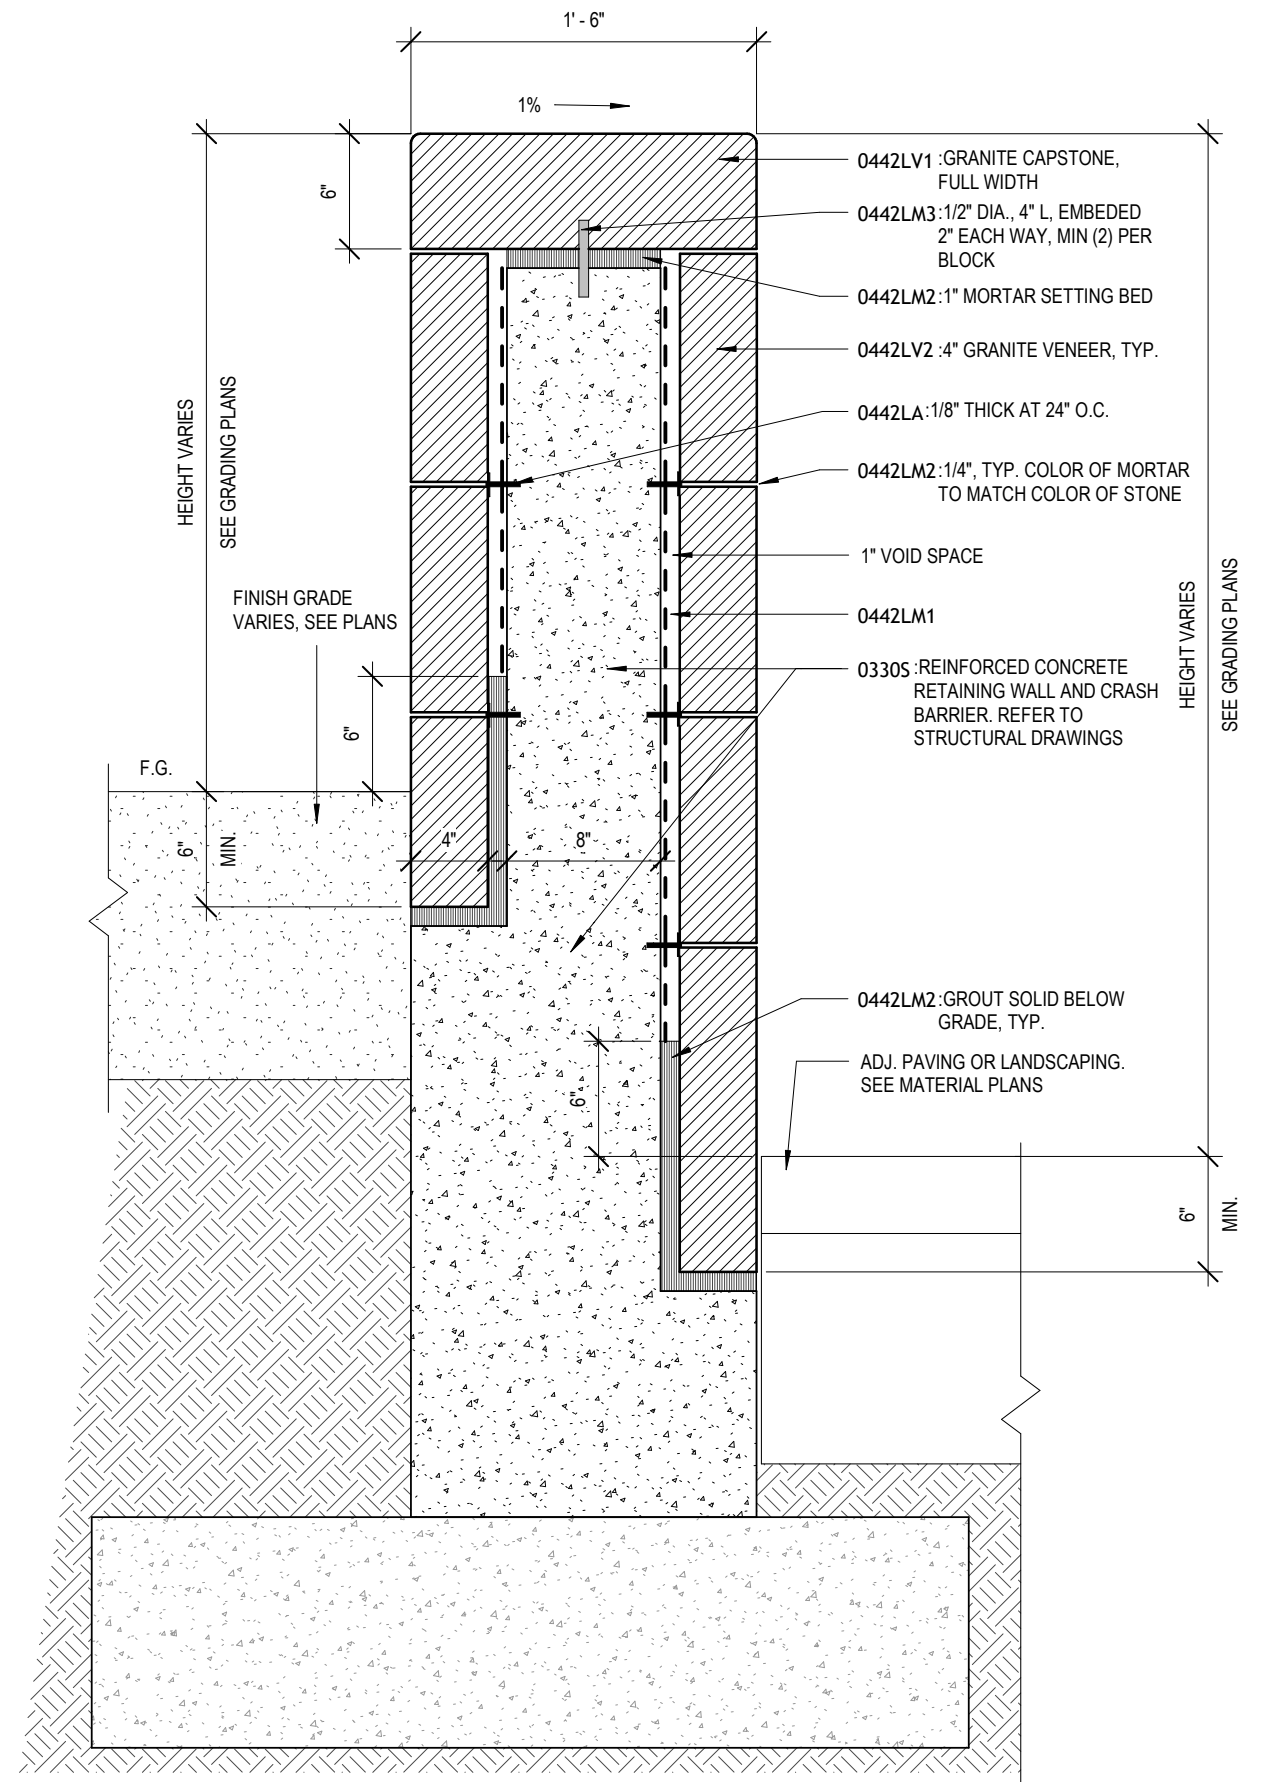 1' - 6"
1%
6"
HEIGHT VARIES
SEE GRADING PLANS
0442LV1 :GRANITE CAPSTONE,
FULL WIDTH
0442LM3:1/2" DIA., 4" L, EMBEDED
2" EACH WAY, MIN (2) PER
BLOCK
0442LM2:1" MORTAR SETTING BED
0442LV2 :4" GRANITE VENEER, TYP.
0442LA:1/8" THICK AT 24" O.C.
0442LM2:1/4", TYP. COLOR OF MORTAR
TO MATCH COLOR OF STONE
1" VOID SPACE
0442LM1
0330S:REINFORCED CONCRETE
RETAINING WALL AND CRASH
BARRIER. REFER TO
STRUCTURAL DRAWINGS
HEIGHT VARIES
SEE GRADING PLANS
FINISH GRADE
VARIES, SEE PLANS
6"
F.G.
6"
MIN.
4"
8"
0442LM2:GROUT SOLID BELOW
GRADE, TYP.
ADJ. PAVING OR LANDSCAPING.
SEE MATERIAL PLANS
6"
6"
MIN.